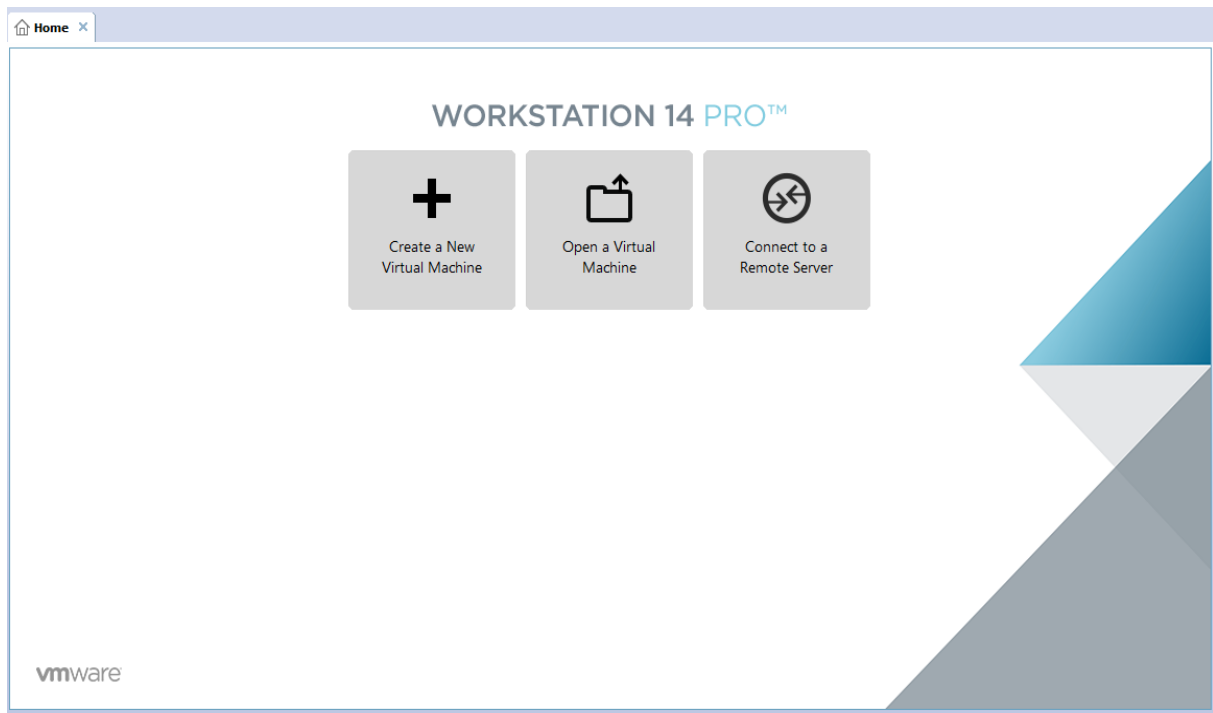 Home
WORKSTATION 14 PRO™
Create a New
Virtual Machine
Open a Virtual
Machine
Connect to a
Remote Server
vmware